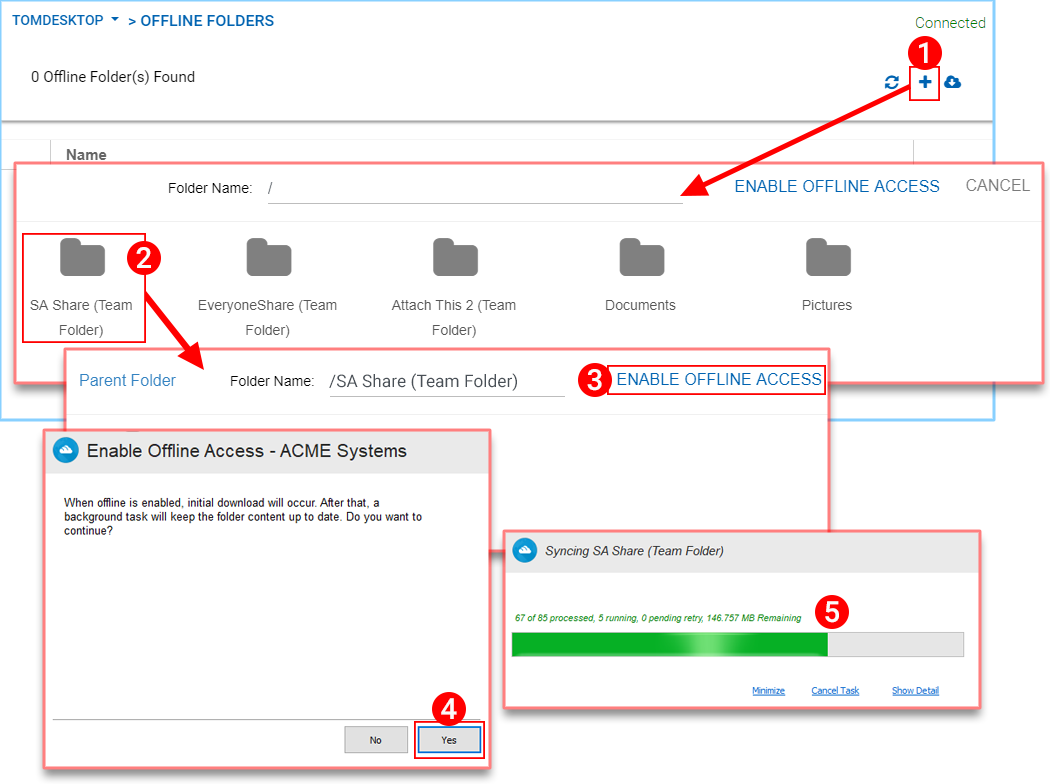 TOMDESKTOP > OFFLINE FOLDERS
Connected
1
0 Offline Folder(s) Found
Name
Folder Name: /
ENABLE OFFLINE ACCESS CANCEL
2
SA Share (Team
Folder)
EveryoneShare (Team
Folder)
Attach This 2 (Team
Folder)
Documents
Pictures
Parent Folder Folder Name: /SA Share (Team Folder) 3 ENABLE OFFLINE ACCESS
Enable Offline Access - ACME Systems
When offline is enabled, initial download will occur. After that, a
background task will keep the folder content up to date. Do you want to
continue?
4
No Yes
Syncing SA Share (Team Folder)
67 of 85 processed, 5 running, 0 pending retry, 146.757 MB Remaining 5
Minimize Cancel Task Show Detail